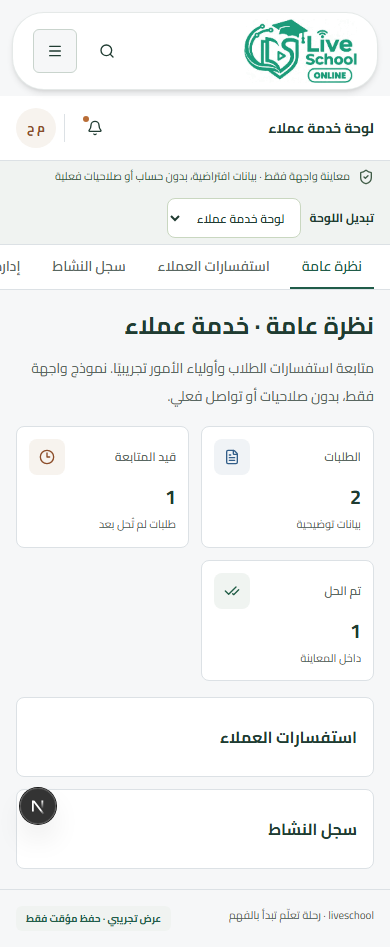 Live
School
ONLINE
لوحة خدمة عملاء
م ح
معاينة واجهة فقط · بيانات افتراضية، بدون حساب أو صلاحيات فعلية
تبديل اللوحة
لوحة خدمة عملاء
نظرة عامة
استفسارات العملاء
سجل النشاط
نظرة عامة · خدمة عملاء
متابعة استفسارات الطلاب وأولياء الأمور تجريبيًا. نموذج واجهة
فقط، بدون صلاحيات أو تواصل فعلي.
الطلبات
2
بيانات توضيحية
قيد المتابعة
1
طلبات لم تُحل بعد
تم الحل
1
داخل المعاينة
استفسارات العملاء
سجل النشاط
N
liveschool · رحلة تعلّم تبدأ بالفهم
عرض تجريبي · حفظ مؤقت فقط